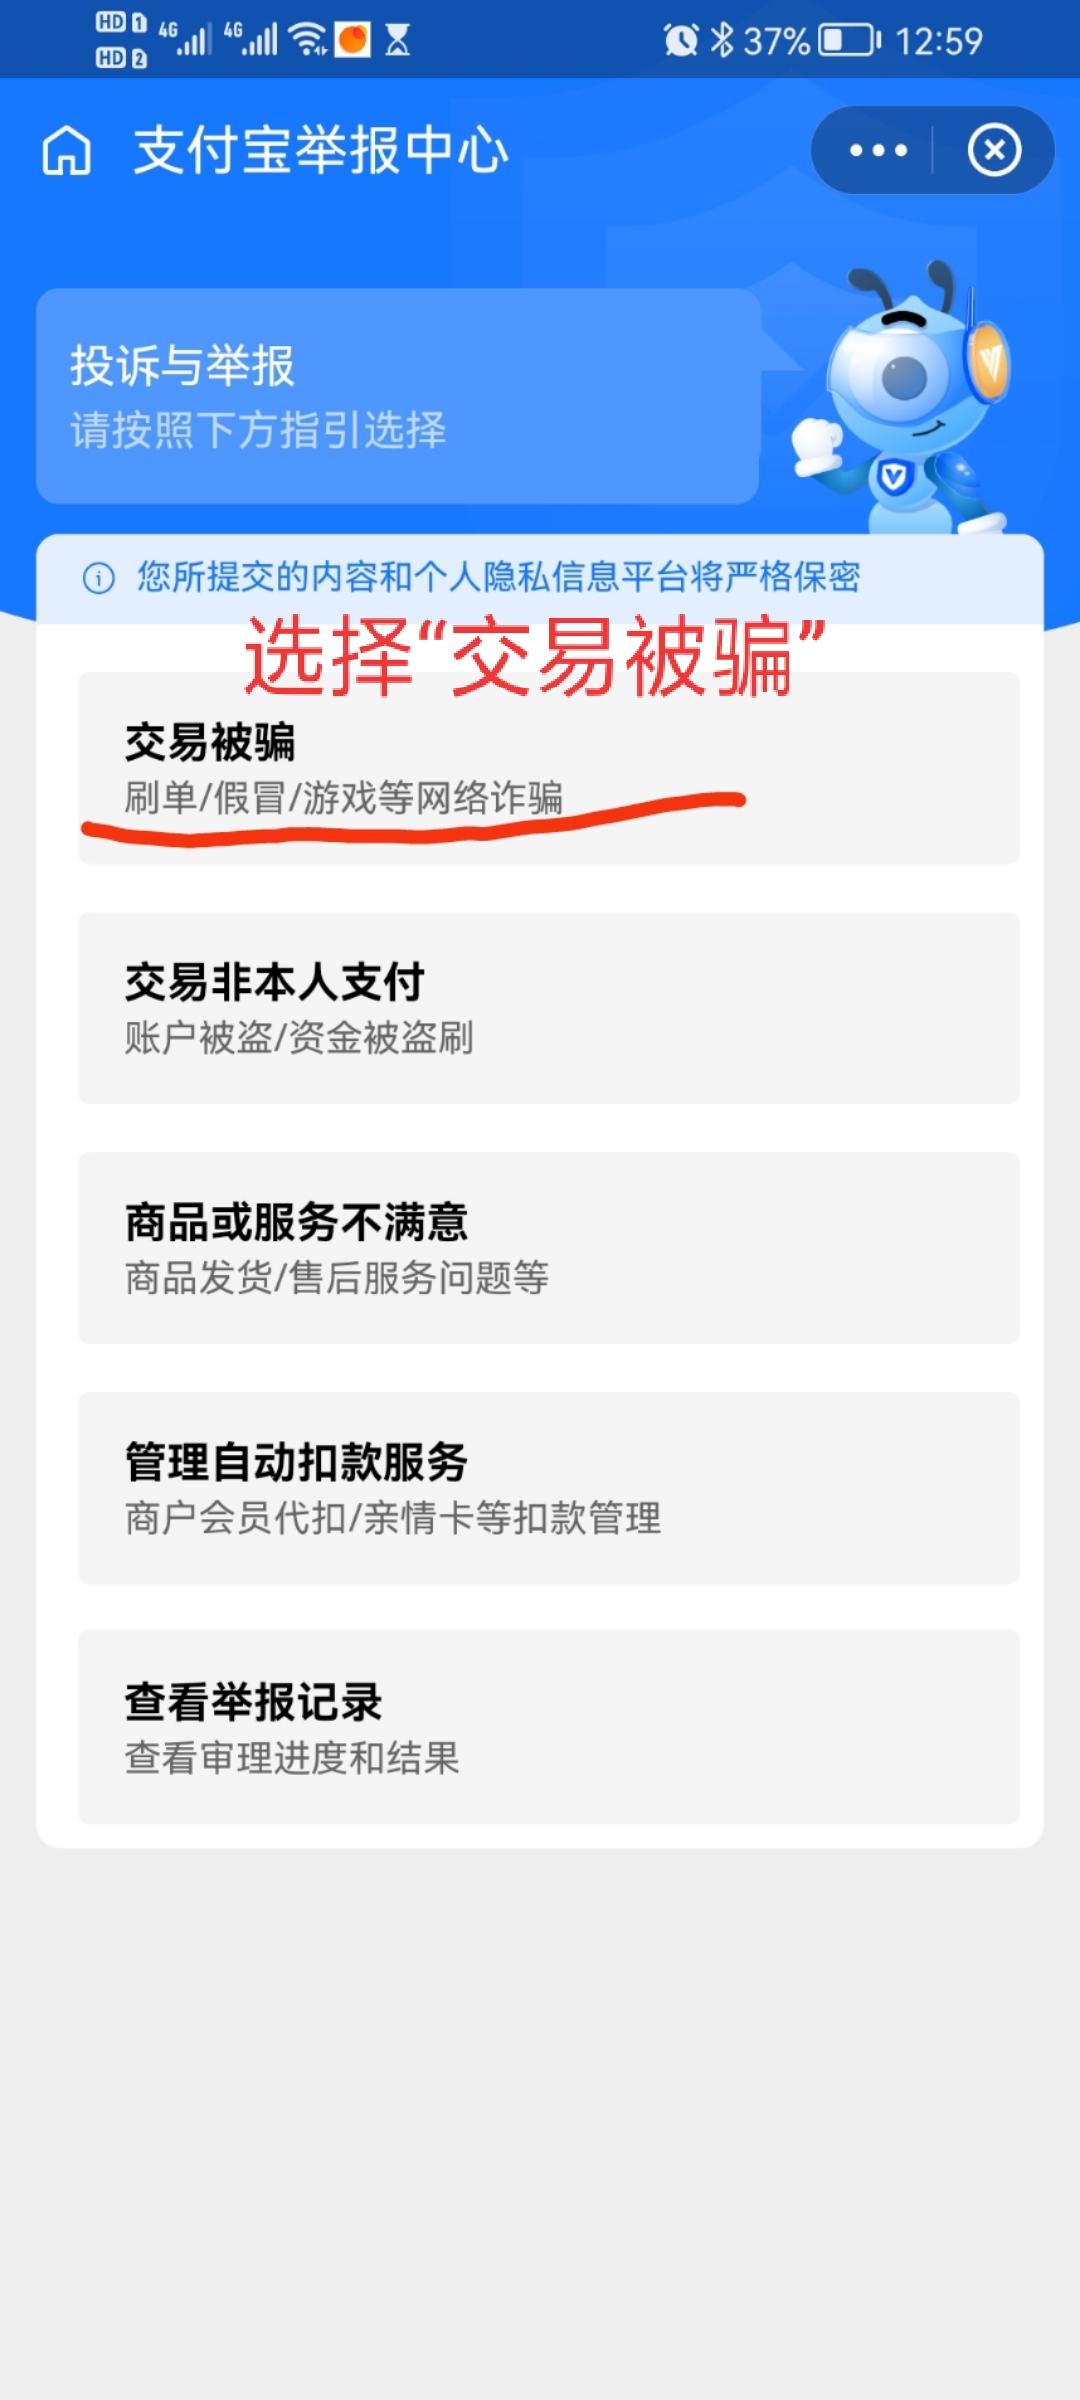 HD 1 4G 4G 37% 12:59
HD 2
支付宝举报中心
投诉与举报
请按照下方指引选择
您所提交的内容和个人隐私信息平台将严格保密
选择“交易被骗”
交易被骗
刷单/假冒/游戏等网络诈骗
交易非本人支付
账户被盗/资金被盗刷
商品或服务不满意
商品发货/售后服务问题等
管理自动扣款服务
商户会员代扣/亲情卡等扣款管理
查看举报记录
查看审理进度和结果